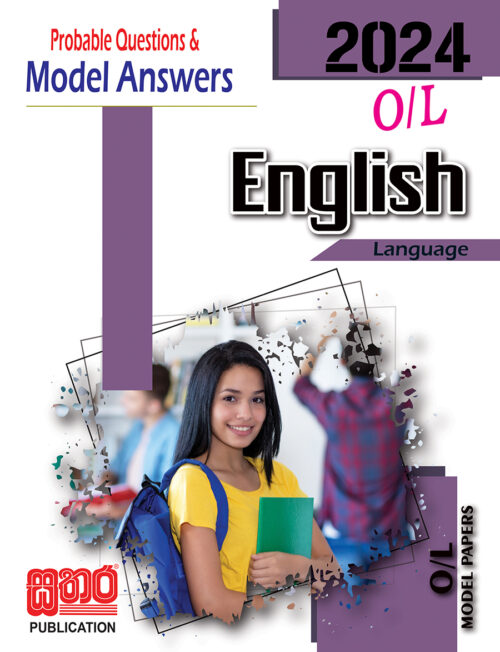 Probable Questions &
Model Answers
2024
O/L
English
Language
O/L
MODEL PAPERS
සතර
PUBLICATION